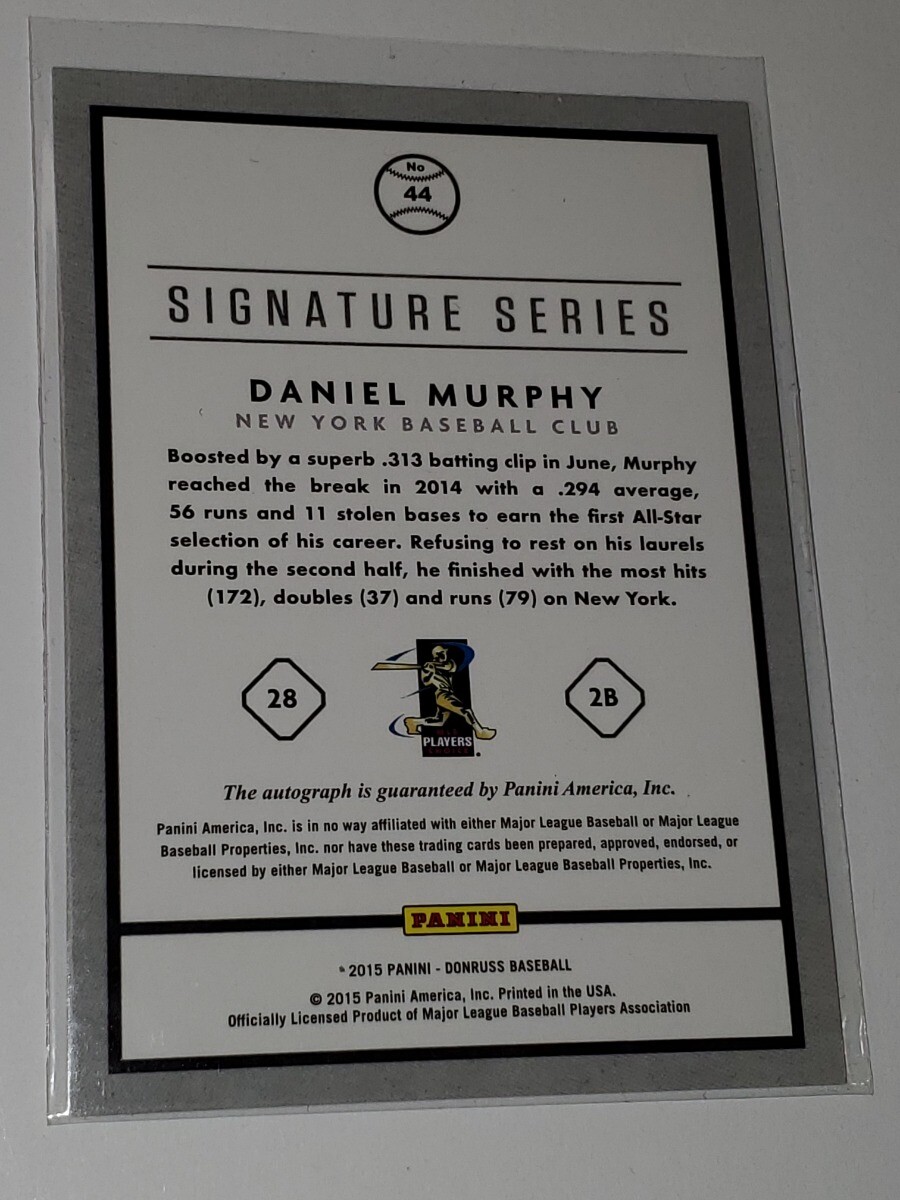 No
44
SIGNATURE SERIES
DANIEL MURPHY
NEW YORK BASEBALL CLUB
Boosted by a superb .313 batting clip in June, Murphy
reached the break in 2014 with a .294 average,
56 runs and 11 stolen bases to earn the first All-Star
selection of his career. Refusing to rest on his laurels
during the second half, he finished with the most hits
(172), doubles (37) and runs (79) on New York.
28
2B
PLAYERS
The autograph is guaranteed by Panini America, Inc.
Panini America, Inc. is in no way affiliated with either Major League Baseball or Major League
Baseball Properties, Inc. nor have these trading cards been prepared, approved, endorsed, or
licensed by either Major League Baseball or Major League Baseball Properties, Inc.
PANINI
2015 PANINI - DONRUSS BASEBALL
© 2015 Panini America, Inc. Printed in the USA.
Officially Licensed Product of Major League Baseball Players Association